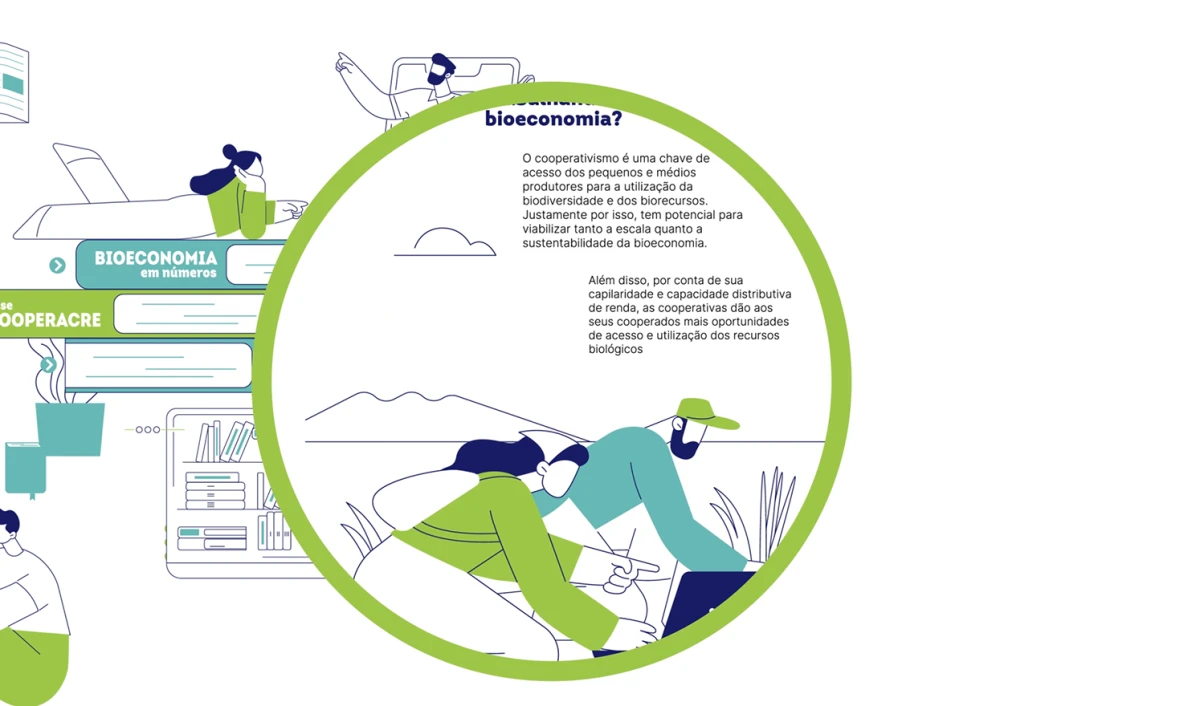 bioeconomia?
O cooperativismo é uma chave de
acesso dos pequenos e médios
produtores para a utilização da
biodiversidade e dos biorecursos.
Justamente por isso, tem potencial para
viabilizar tanto a escala quanto a
sustentabilidade da bioeconomia.
Além disso, por conta de sua
capilaridade e capacidade distributiva
de renda, as cooperativas dão aos
seus cooperados mais oportunidades
de acesso e utilização dos recursos
biológicos
BIOECONOMIA
em números
se
OOPERACRE